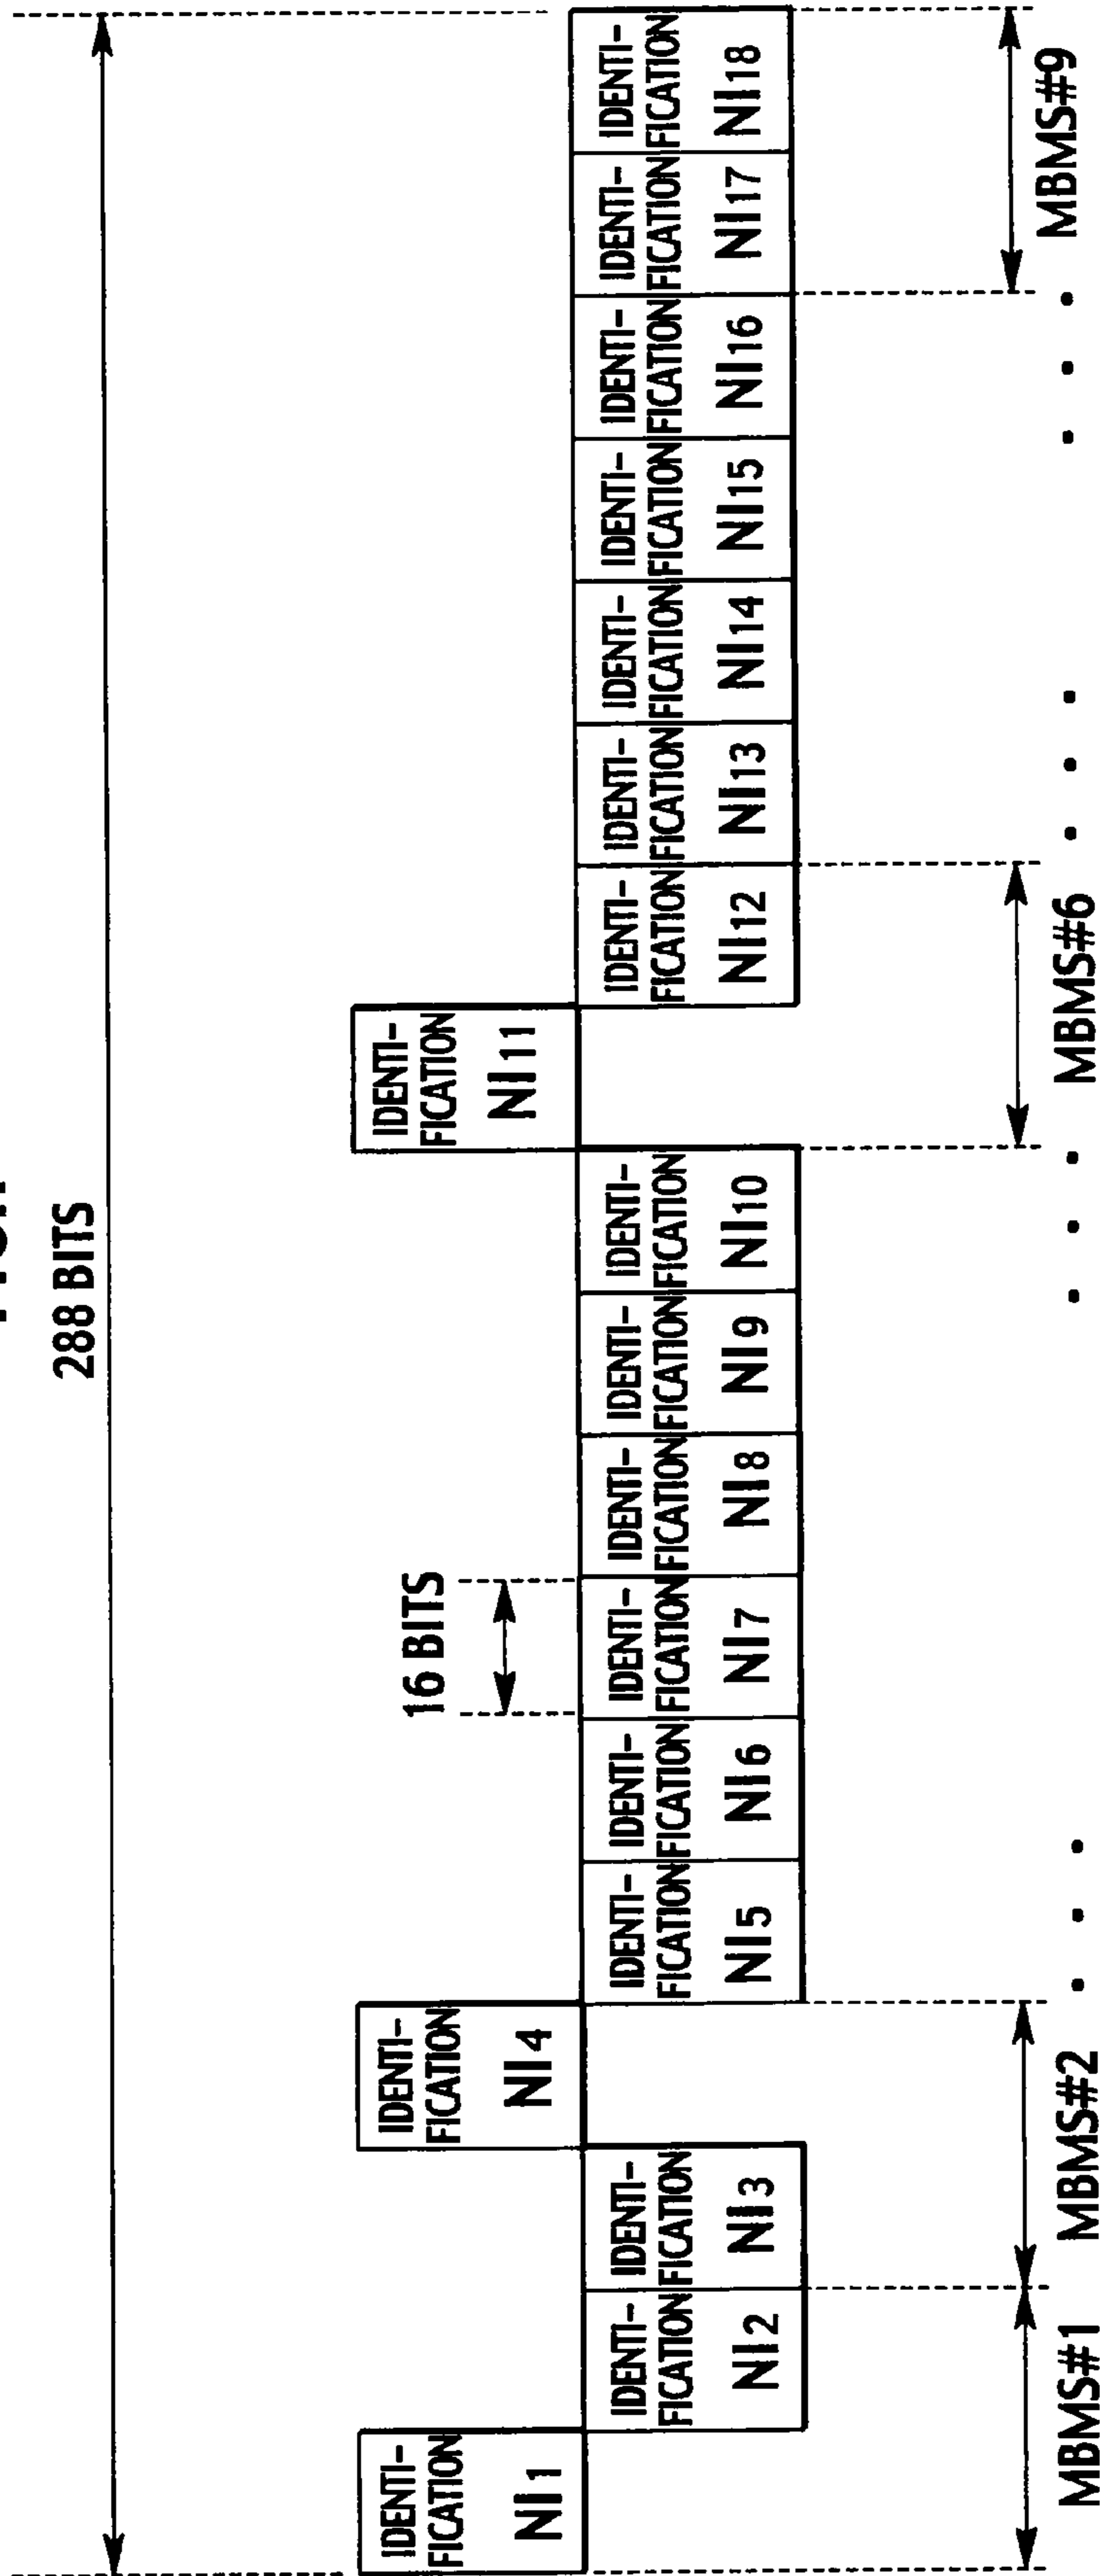 288 BITS
16 BITS
IDENTI-
FICATION
NI1
IDENTI-
FICATION
NI2
IDENTI-
FICATION
NI3
IDENTI-
FICATION
NI4
IDENTI-
FICATION
NI5
IDENTI-
FICATION
NI6
IDENTI-
FICATION
NI7
IDENTI-
FICATION
NI8
IDENTI-
FICATION
NI9
IDENTI-
FICATION
NI10
IDENTI-
FICATION
NI11
IDENTI-
FICATION
NI12
IDENTI-
FICATION
NI13
IDENTI-
FICATION
NI14
IDENTI-
FICATION
NI15
IDENTI-
FICATION
NI16
IDENTI-
FICATION
NI17
IDENTI-
FICATION
NI18
MBMS#1
MBMS#2
. . .
MBMS#6
. . .
MBMS#9